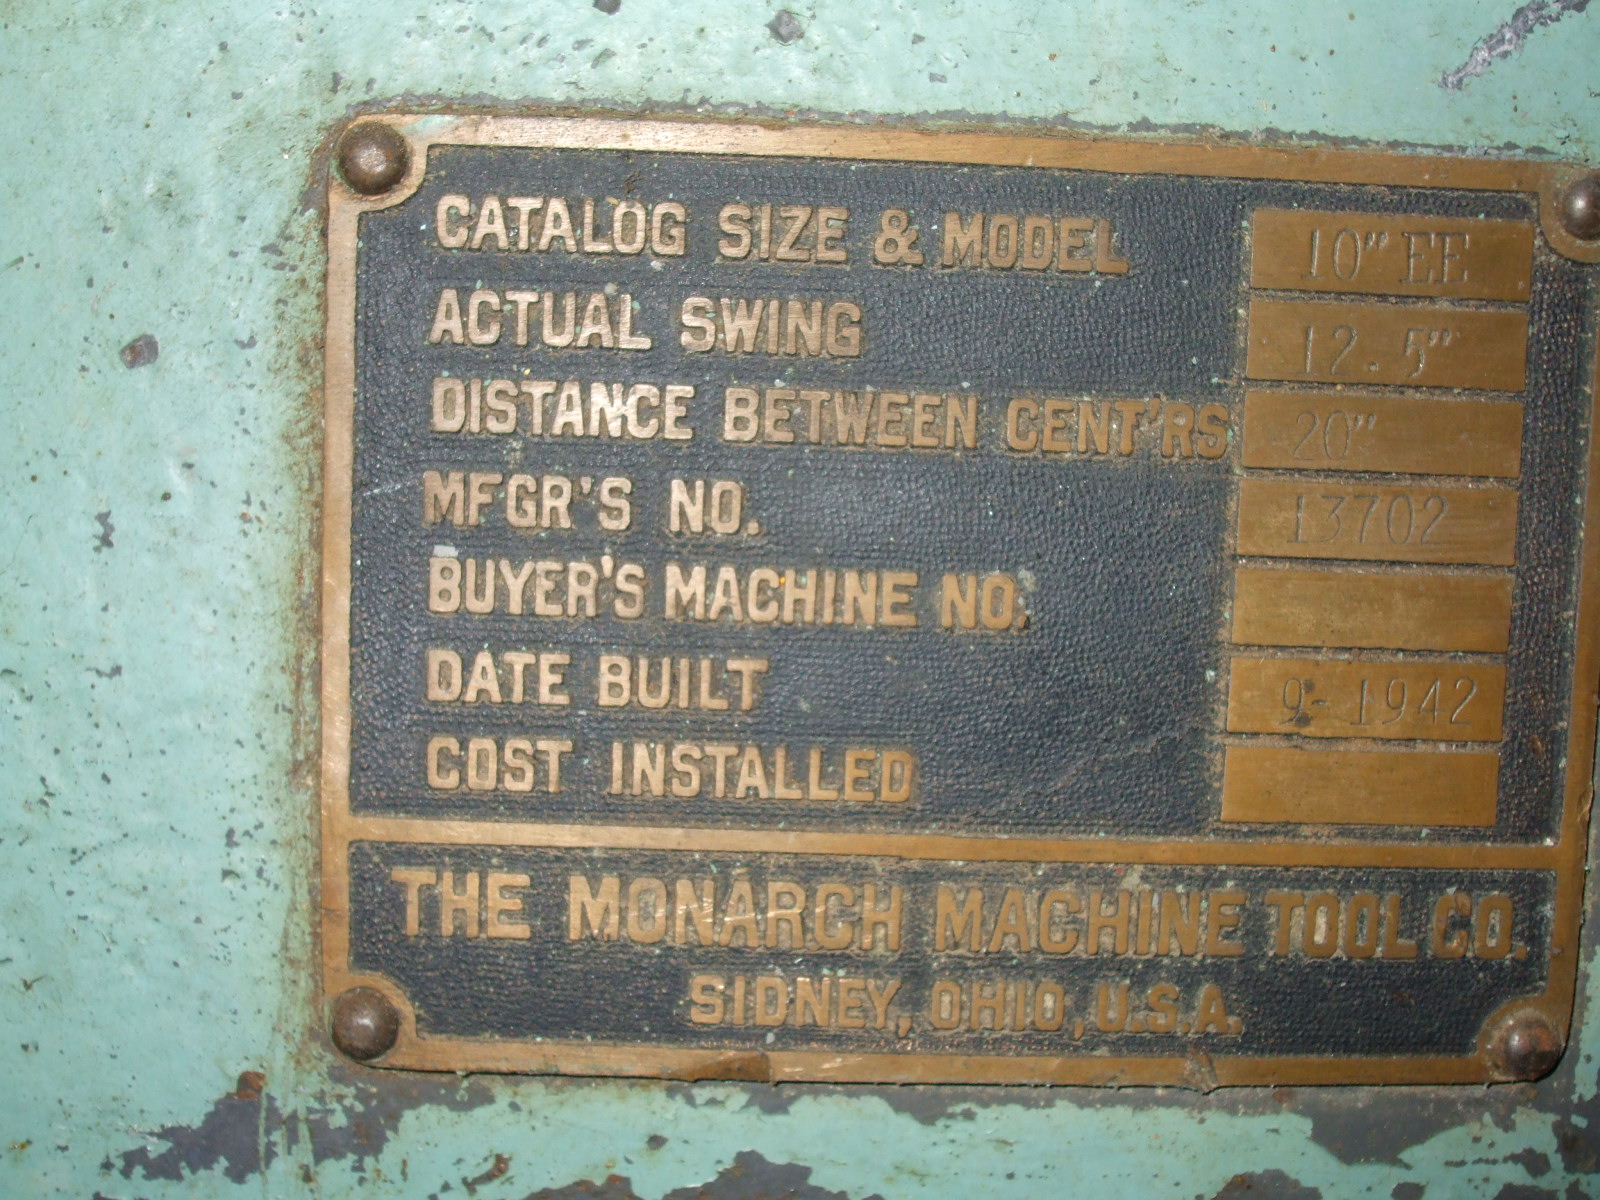 CATALOG SIZE & MODEL 10" EE
ACTUAL SWING 12.5"
DISTANCE BETWEEN CENT'RS 20"
MFGR'S NO. 13702
BUYER'S MACHINE NO.
DATE BUILT 9-1942
COST INSTALLED
THE MONARCH MACHINE TOOL CO.
SIDNEY, OHIO, U.S.A.